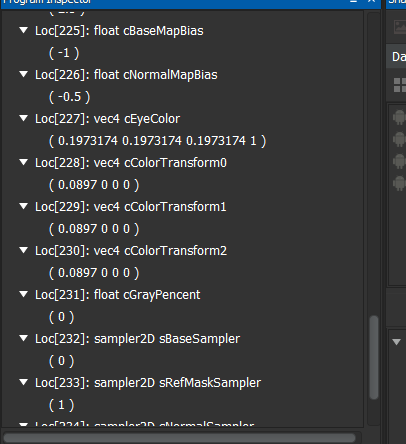 Program Inspector
Loc[225]: float cBaseMapBias
( -1 )
Loc[226]: float cNormalMapBias
( -0.5 )
Loc[227]: vec4 cEyeColor
( 0.1973174 0.1973174 0.1973174 1 )
Loc[228]: vec4 cColorTransform0
( 0.0897 0 0 0 )
Loc[229]: vec4 cColorTransform1
( 0.0897 0 0 0 )
Loc[230]: vec4 cColorTransform2
( 0.0897 0 0 0 )
Loc[231]: float cGrayPencent
( 0 )
Loc[232]: sampler2D sBaseSampler
( 0 )
Loc[233]: sampler2D sRefMaskSampler
( 1 )
Loc[234]: sampler2D sNormalSampler
Sha
Da